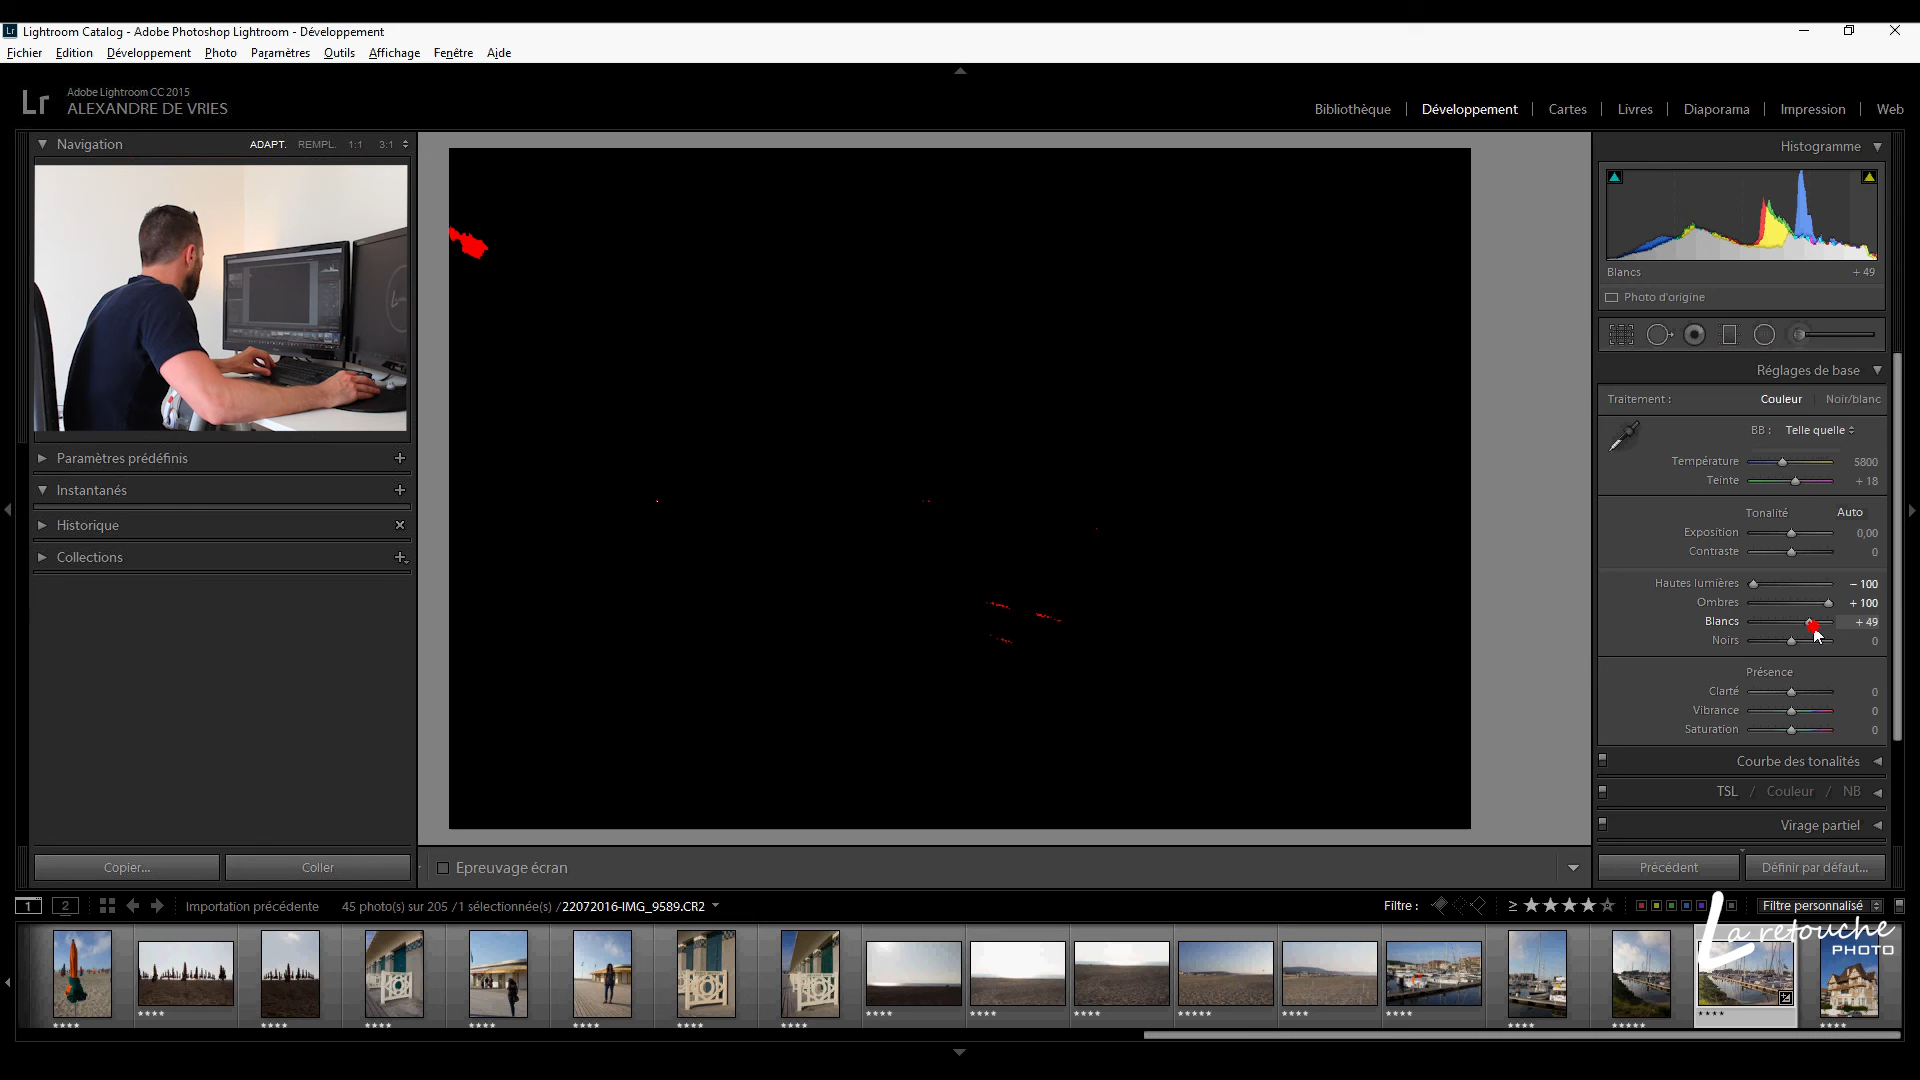 Lr Lightroom Catalog - Adobe Photoshop Lightroom - Développement
Fichier Edition Développement Photo Paramètres Outils Affichage Fenêtre Aide
Lr Adobe Lightroom CC 2015
ALEXANDRE DE VRIES
Bibliothèque | Développement | Cartes | Livres | Diaporama | Impression | Web
Navigation ADAPT. REMPL. 1:1 3:1
Paramètres prédéfinis +
Instantanés +
Historique ×
Collections +
Copier... Coller
Epreuvage écran
Histogramme
Blancs + 49
Photo d'origine
Réglages de base
Traitement : Couleur | Noir/blanc
BB : Telle quelle
Température 5800
Teinte + 18
Tonalité Auto
Exposition 0,00
Contraste 0
Hautes lumières – 100
Ombres + 100
Blancs + 49
Noirs 0
Présence
Clarté 0
Vibrance 0
Saturation 0
Courbe des tonalités
TSL / Couleur / NB
Virage partiel
Précédent Définir par défaut...
1 2 Importation précédente 45 photo(s) sur 205 /1 sélectionnée(s) /22072016-IMG_9589.CR2 Filtre : ≥ ★★★★★ Filtre personnalisé
La retouche
PHOTO